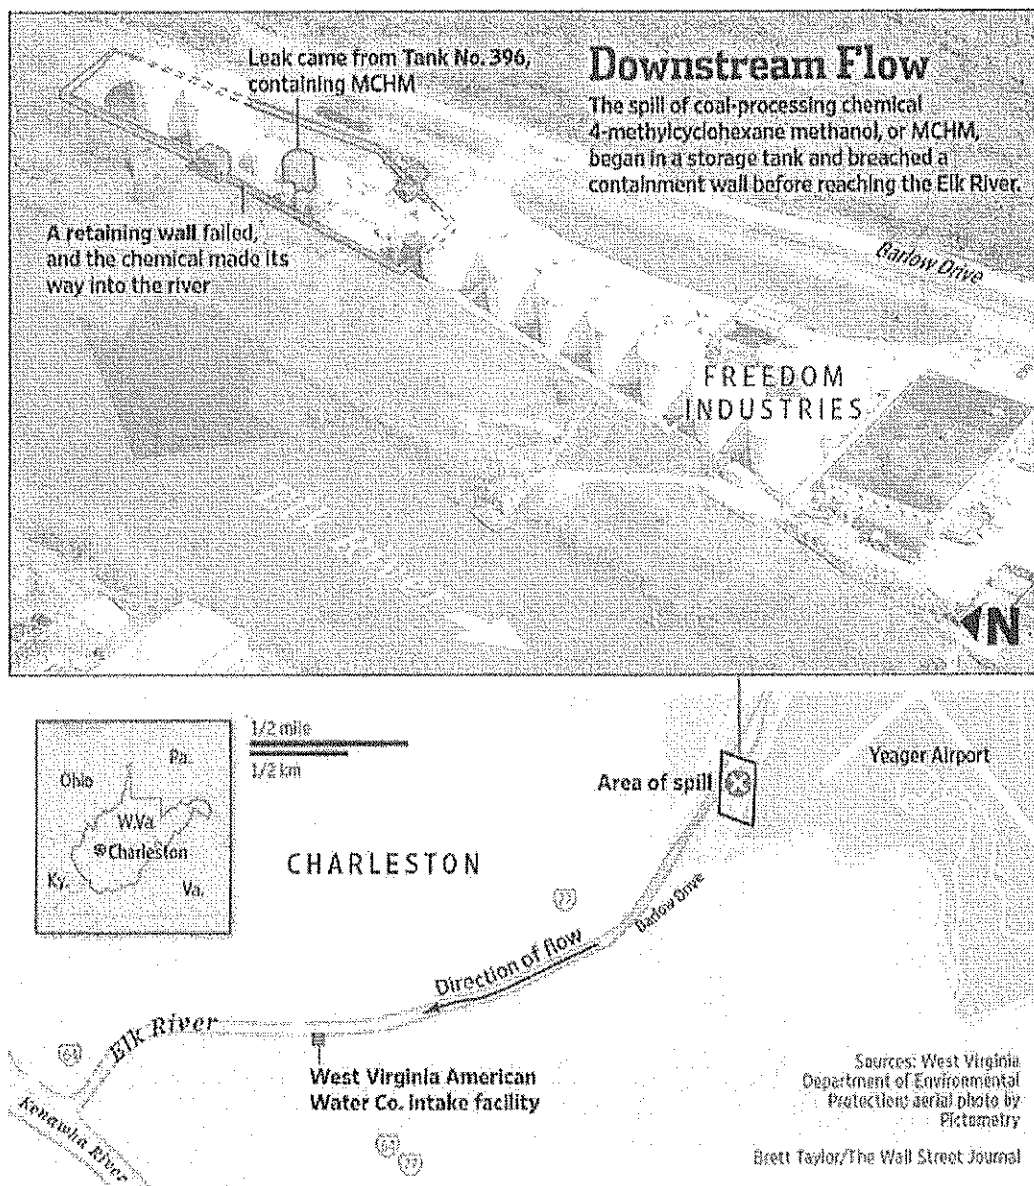 Leak came from Tank No. 396,
containing MCHM
Downstream Flow
The spill of coal-processing chemical
4-methylcyclohexane methanol, or MCHM,
began in a storage tank and breached a
containment wall before reaching the Elk River.
A retaining wall failed,
and the chemical made its
way into the river
Barlow Drive
FREEDOM
INDUSTRIES
N
1/2 mile
1/2 km
Ohio
Pa.
W.Va.
Charleston
Ky.
Va.
Area of spill
Yeager Airport
CHARLESTON
77
Barlow Drive
Direction of flow
Elk River
64
West Virginia American
Water Co. intake facility
Kanawha River
64
77
Sources: West Virginia
Department of Environmental
Protection; aerial photo by
Pictometry
Brett Taylor/The Wall Street Journal